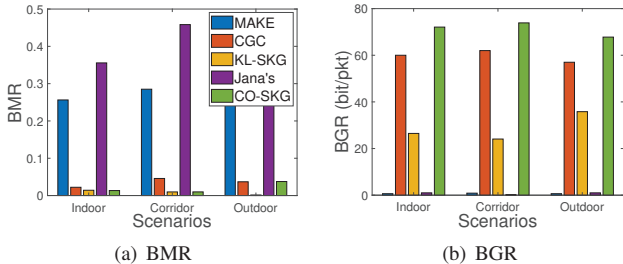 BMR
0.5
0.4
0.3
0.2
0.1
0
MAKE
CGC
KL-SKG
Jana's
CO-SKG
Indoor Corridor Outdoor
Scenarios
(a) BMR
BGR (bit/pkt)
80
60
40
20
0
Indoor Corridor Outdoor
Scenarios
(b) BGR